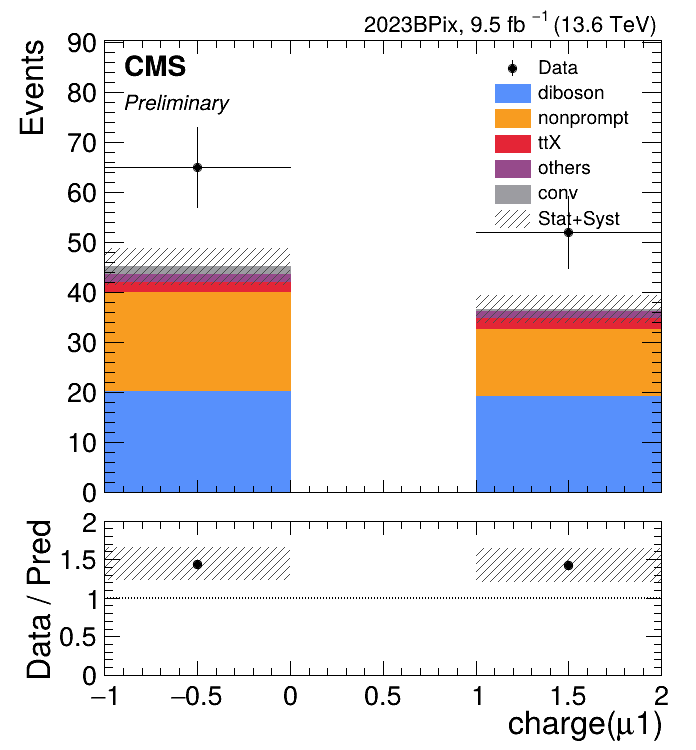 2023BPix, 9.5 fb⁻¹ (13.6 TeV)
Events
90
80
70
60
50
40
30
20
10
0
CMS
Preliminary
Data
diboson
nonprompt
ttX
others
conv
Stat+Syst
Data / Pred
2
1.5
1
0.5
0
−1 −0.5 0 0.5 1 1.5 2
charge(μ1)